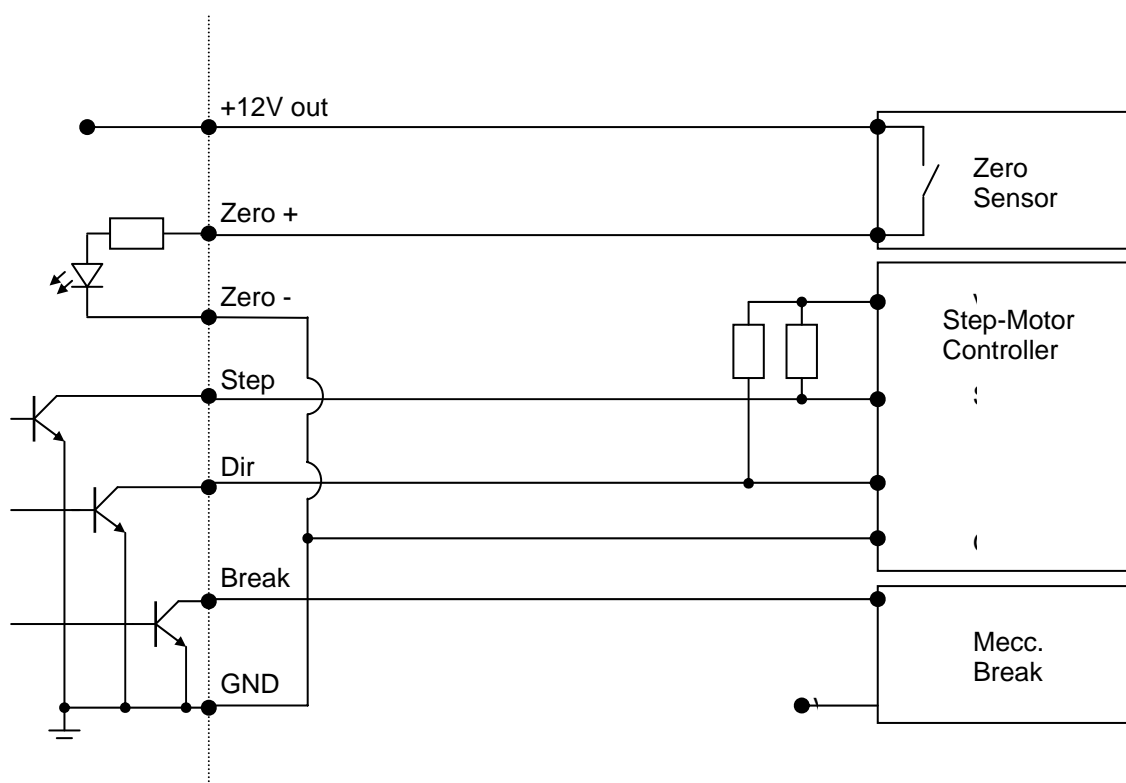 +12V out
Zero +
Zero
Sensor
Zero -
Step-Motor
Controller
Step
Dir
Break
Mecc.
Break
GND